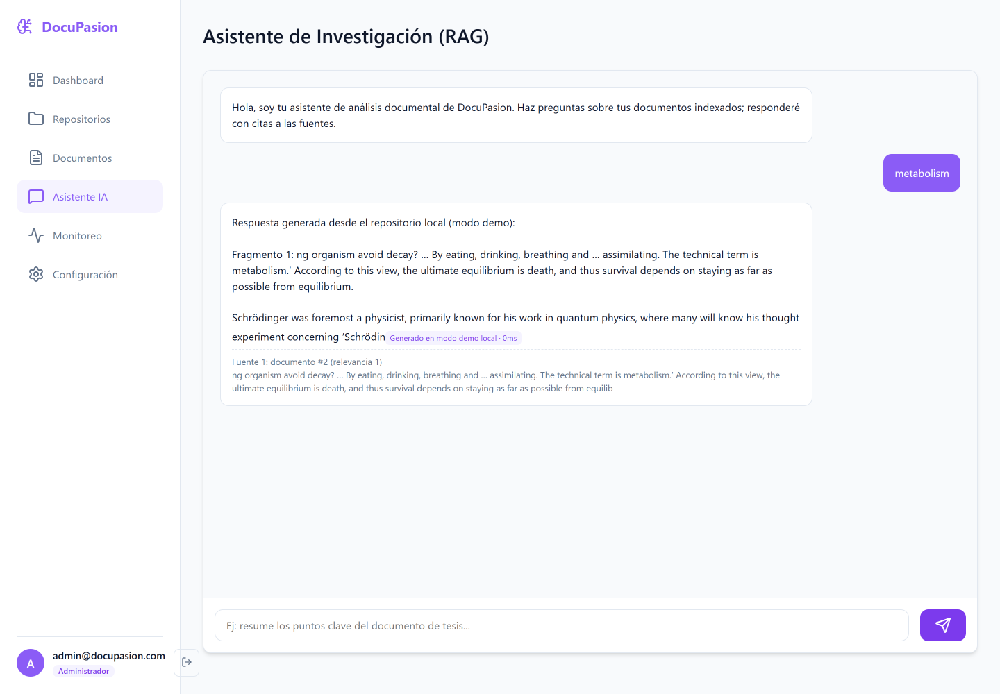 DocuPasion
Dashboard
Repositorios
Documentos
Asistente IA
Monitoreo
Configuración
A
admin@docupasion.com
Administrador
Asistente de Investigación (RAG)
Hola, soy tu asistente de análisis documental de DocuPasion. Haz preguntas sobre tus documentos indexados; responderé
con citas a las fuentes.
metabolism
Respuesta generada desde el repositorio local (modo demo):
Fragmento 1: ng organism avoid decay? ... By eating, drinking, breathing and ... assimilating. The technical term is
metabolism.’ According to this view, the ultimate equilibrium is death, and thus survival depends on staying as far as
possible from equilibrium.
Schrödinger was foremost a physicist, primarily known for his work in quantum physics, where many will know his thought
experiment concerning ‘Schrödin Generado en modo demo local · 0ms
Fuente 1: documento #2 (relevancia 1)
ng organism avoid decay? ... By eating, drinking, breathing and ... assimilating. The technical term is metabolism.’ According to this view, the
ultimate equilibrium is death, and thus survival depends on staying as far as possible from equilib
Ej: resume los puntos clave del documento de tesis...